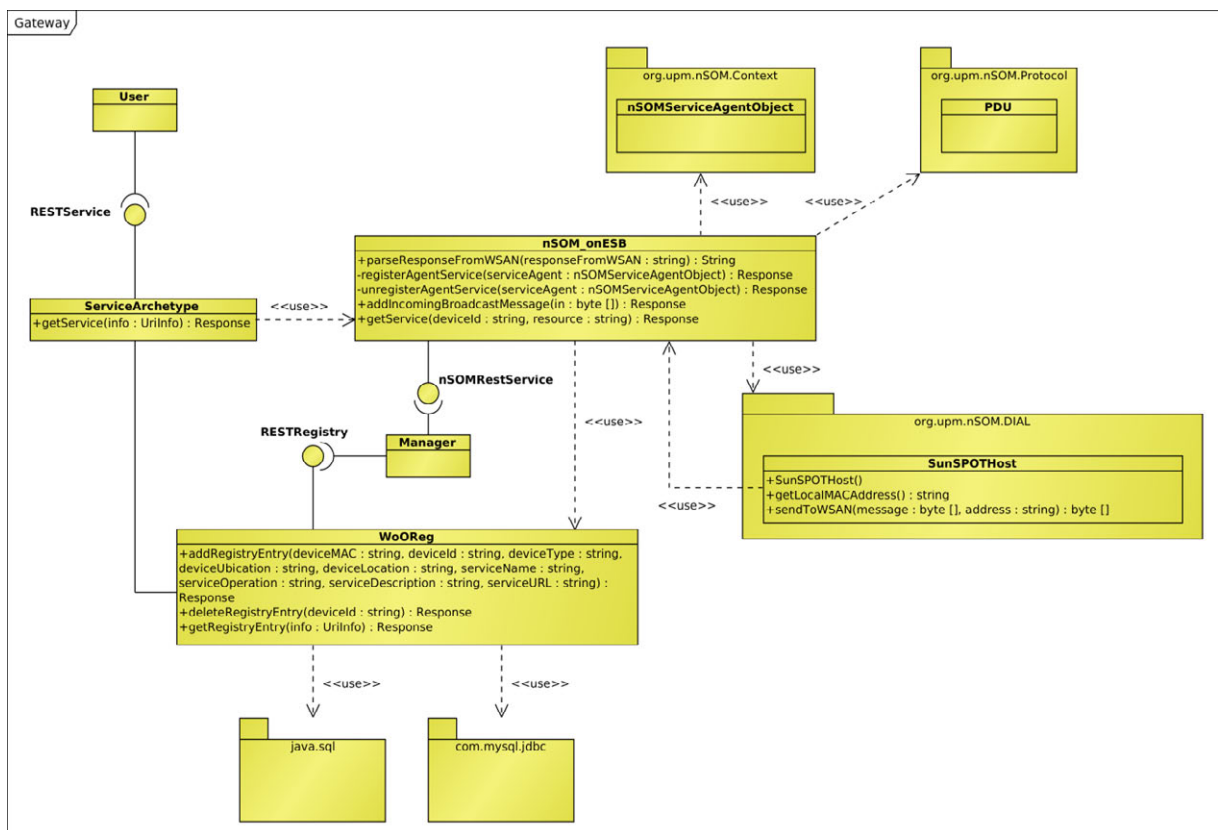 Gateway
org.upm.nSOM.Context
nSOMServiceAgentObject
org.upm.nSOM.Protocol
PDU
User
RESTService
<<use>>
<<use>>
nSOM_onESB
+parseResponseFromWSAN(responseFromWSAN : string) : String
-registerAgentService(serviceAgent : nSOMServiceAgentObject) : Response
-unregisterAgentService(serviceAgent : nSOMServiceAgentObject) : Response
+addIncomingBroadcastMessage(in : byte []) : Response
+getService(deviceId : string, resource : string) : Response
ServiceArchetype
+getService(info : UriInfo) : Response
<<use>>
nSOMRestService
<<use>>
<<use>>
RESTRegistry
Manager
org.upm.nSOM.DIAL
SunSPOTHost
+SunSPOTHost()
+getLocalMACAddress() : string
+sendToWSAN(message : byte [], address : string) : byte []
<<use>>
WoOReg
+addRegistryEntry(deviceMAC : string, deviceId : string, deviceType : string,
deviceUbication : string, deviceLocation : string, serviceName : string,
serviceOperation : string, serviceDescription : string, serviceURL : string) :
Response
+deleteRegistryEntry(deviceId : string) : Response
+getRegistryEntry(info : UriInfo) : Response
<<use>>
<<use>>
java.sql
com.mysql.jdbc